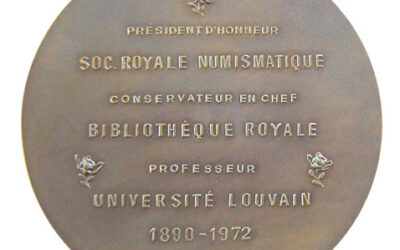 PRÉSIDENT D'HONNEUR
SOC. ROYALE NUMISMATIQUE
CONSERVATEUR EN CHEF
BIBLIOTHÈQUE ROYALE
PROFESSEUR
UNIVERSITÉ LOUVAIN
1890-1972